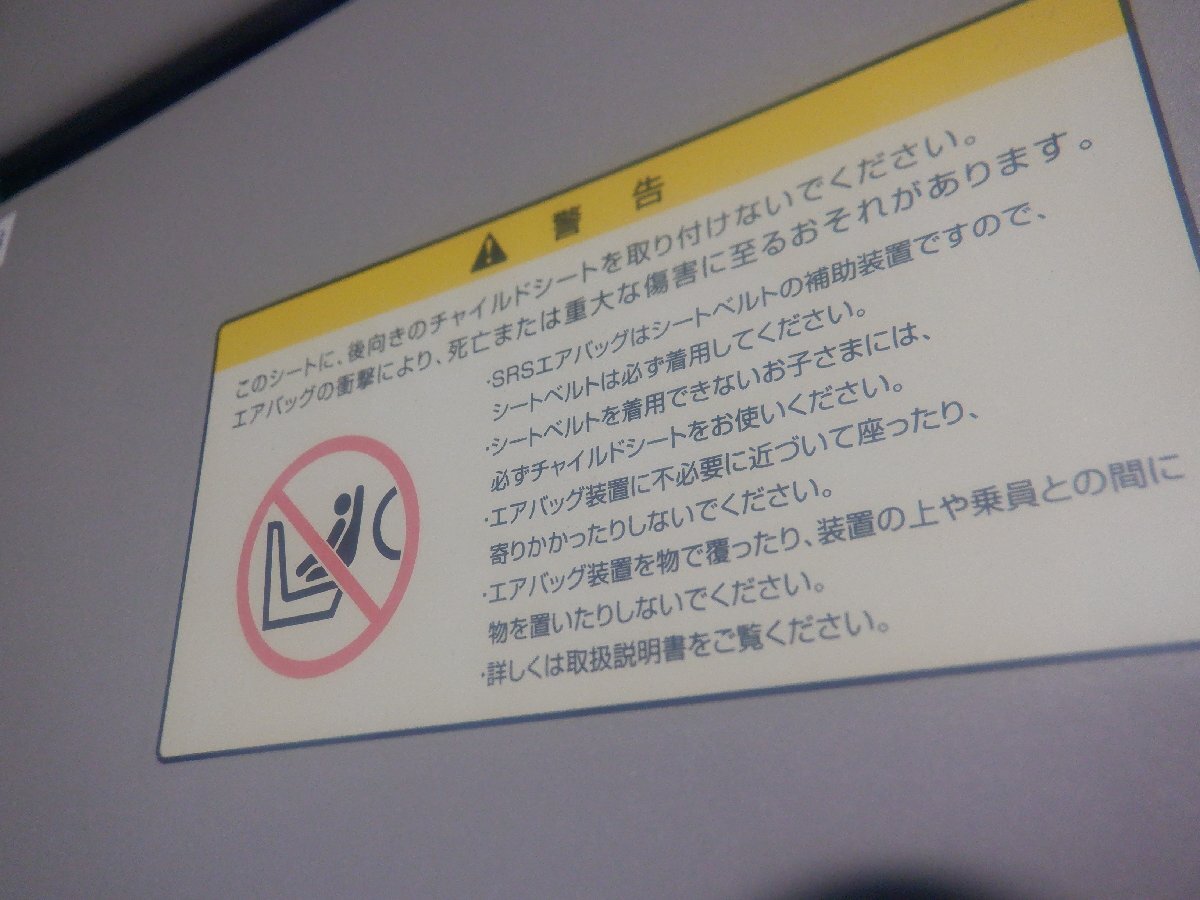 ⚠ 警告
このシートに、後向きのチャイルドシートを取り付けないでください。
エアバッグの衝撃により、死亡または重大な傷害に至るおそれがあります。
・SRSエアバッグはシートベルトの補助装置ですので、
シートベルトは必ず着用してください。
・シートベルトを着用できないお子さまには、
必ずチャイルドシートをお使いください。
・エアバッグ装置に不必要に近づいて座ったり、
寄りかかったりしないでください。
・エアバッグ装置を物で覆ったり、装置の上や乗員との間に
物を置いたりしないでください。
・詳しくは取扱説明書をご覧ください。